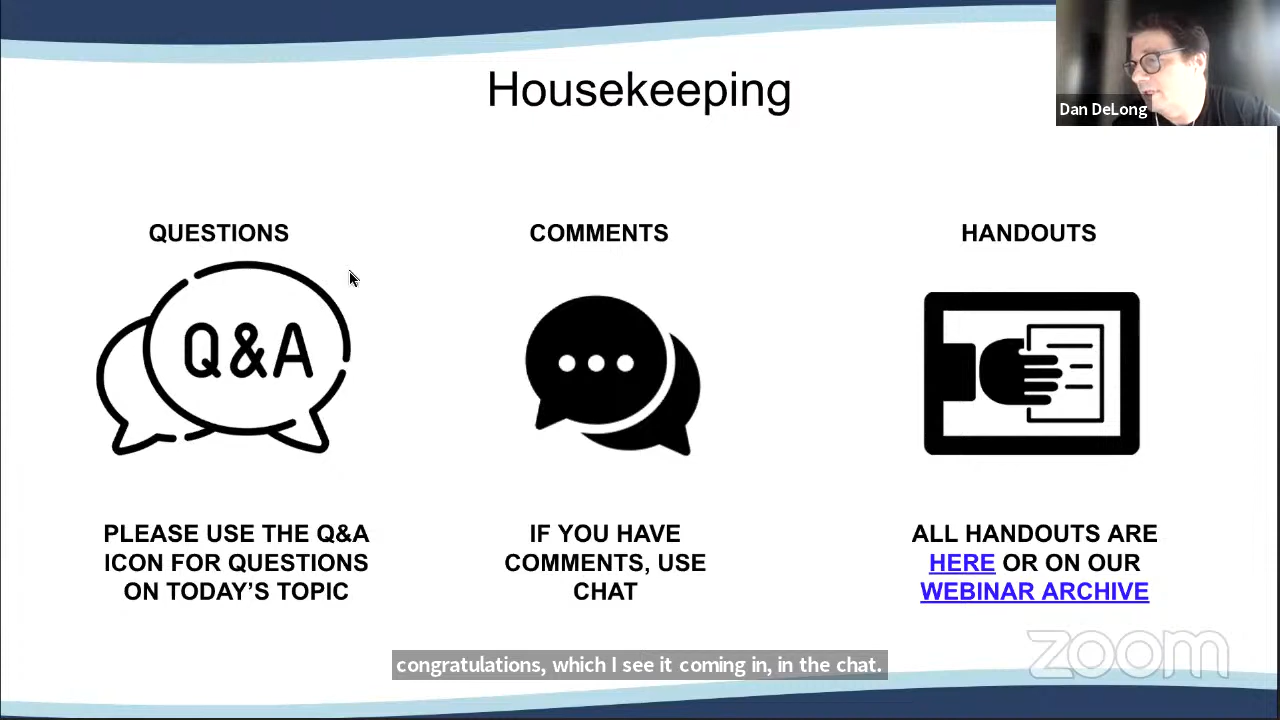 Housekeeping
Dan DeLong
QUESTIONS
COMMENTS
HANDOUTS
Q&A
PLEASE USE THE Q&A
ICON FOR QUESTIONS
ON TODAY’S TOPIC
IF YOU HAVE
COMMENTS, USE
CHAT
ALL HANDOUTS ARE
HERE OR ON OUR
WEBINAR ARCHIVE
zoom
congratulations, which I see it coming in, in the chat.